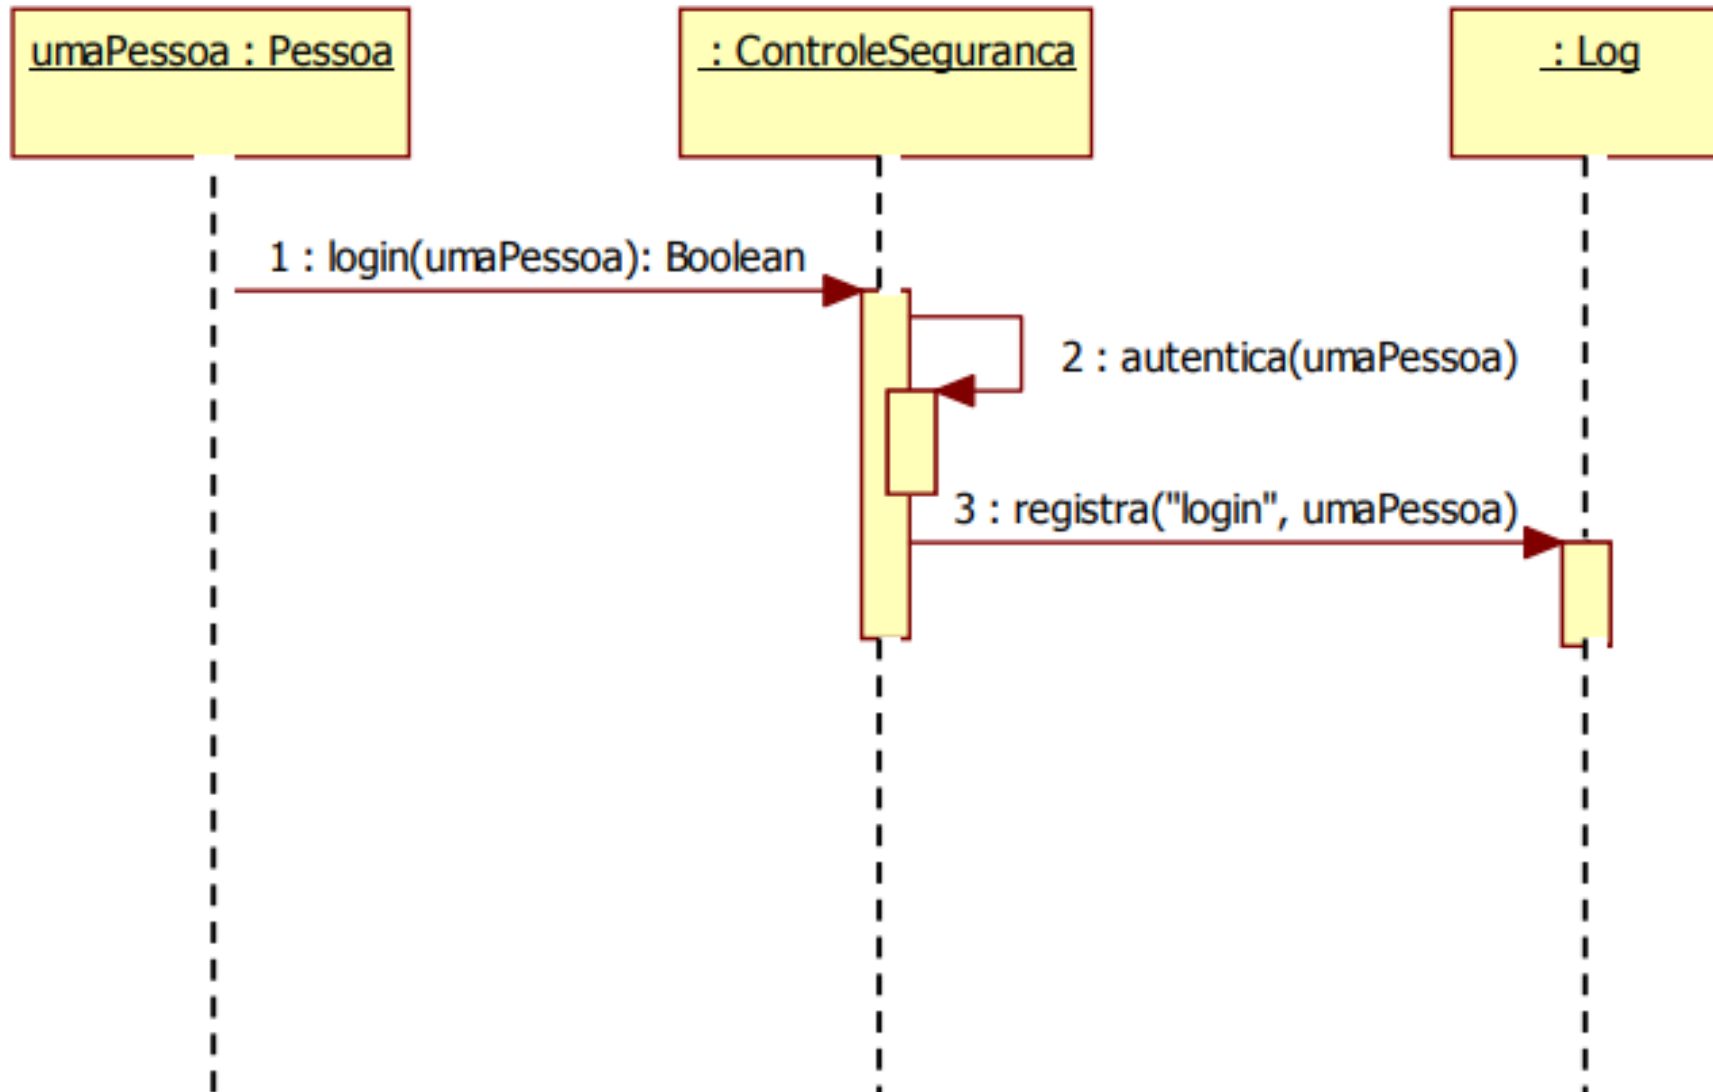 umaPessoa : Pessoa
: ControleSeguranca
: Log
1 : login(umaPessoa): Boolean
2 : autentica(umaPessoa)
3 : registra("login", umaPessoa)